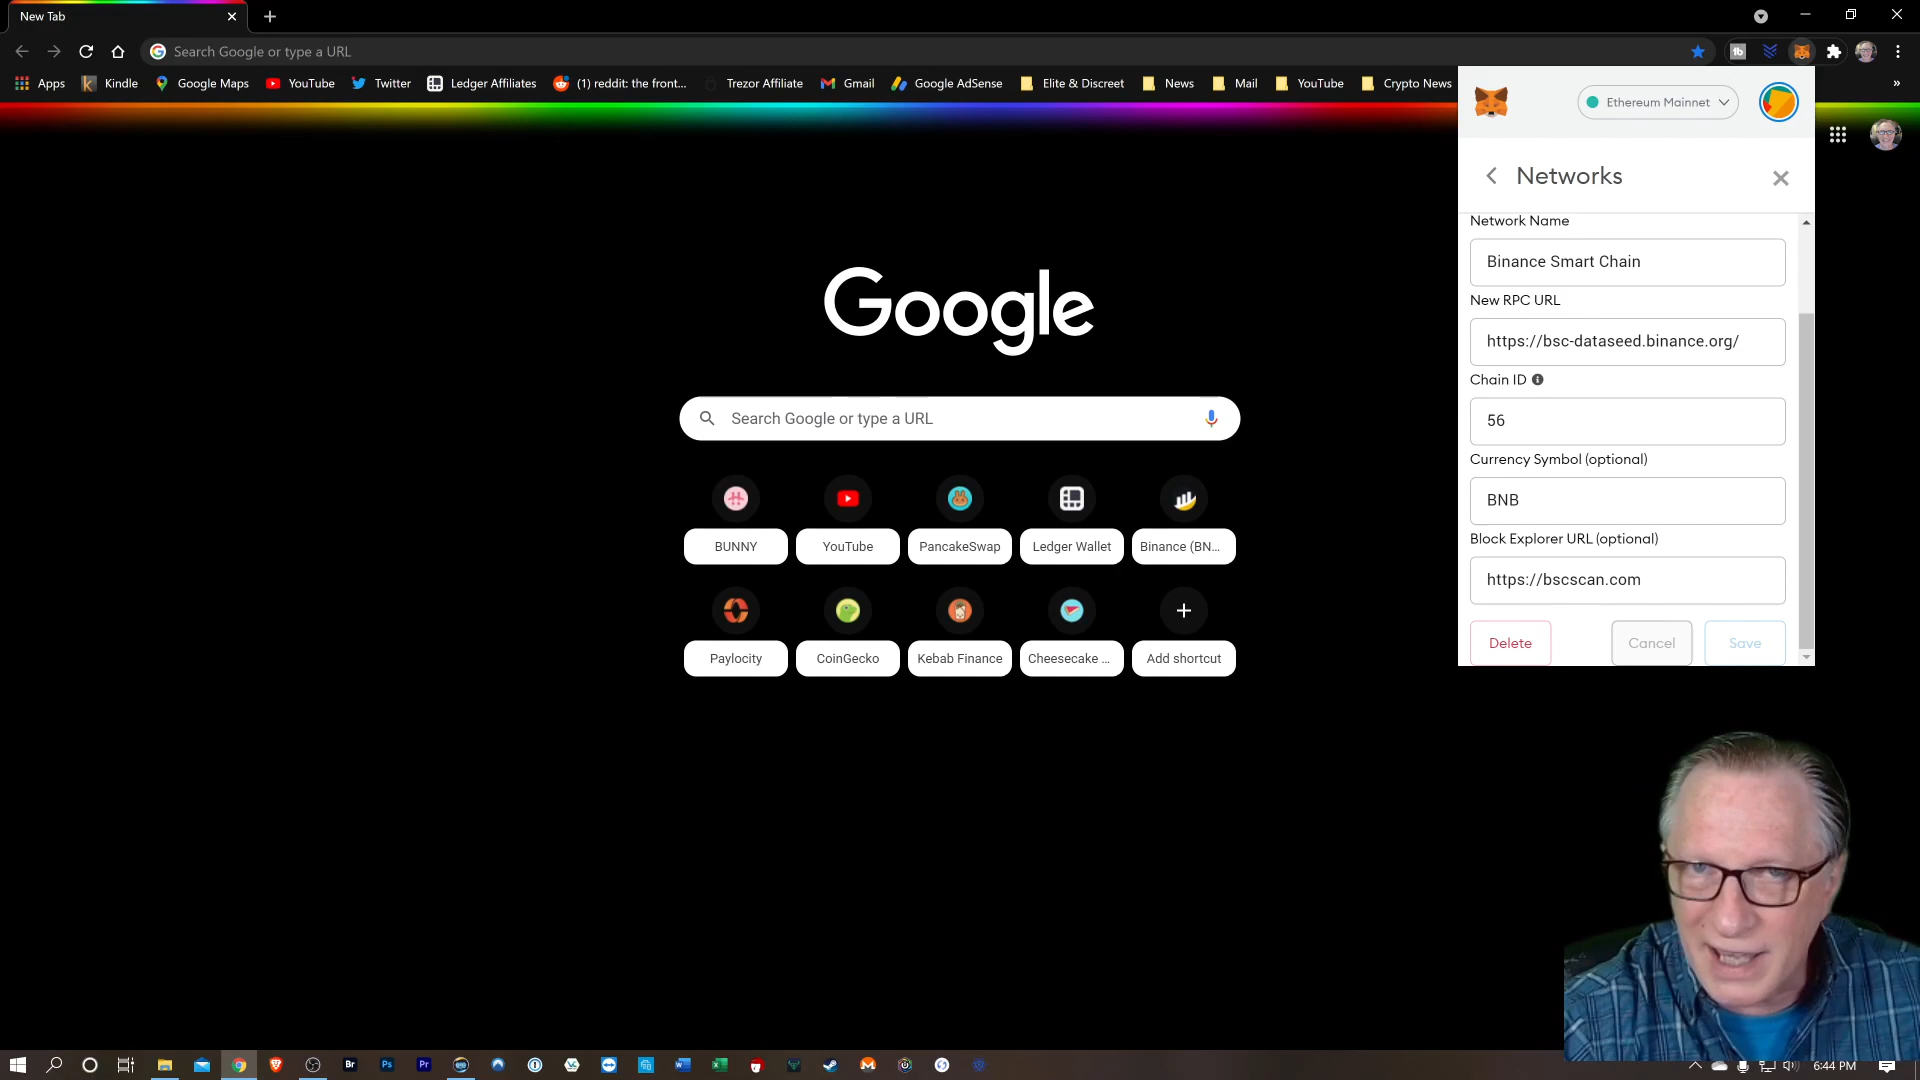 New Tab
Search Google or type a URL
Apps
Kindle
Google Maps
YouTube
Twitter
Ledger Affiliates
(1) reddit: the front...
Trezor Affiliate
Gmail
Google AdSense
Elite & Discreet
News
Mail
YouTube
Crypto News
»
Ethereum Mainnet
Networks
Network Name
Binance Smart Chain
New RPC URL
https://bsc-dataseed.binance.org/
Chain ID
56
Currency Symbol (optional)
BNB
Block Explorer URL (optional)
https://bscscan.com
Delete
Cancel
Save
Google
Search Google or type a URL
BUNNY
YouTube
PancakeSwap
Ledger Wallet
Binance (BN...
Paylocity
CoinGecko
Kebab Finance
Cheesecake ...
Add shortcut
Br
Ps
Pr
6:44 PM